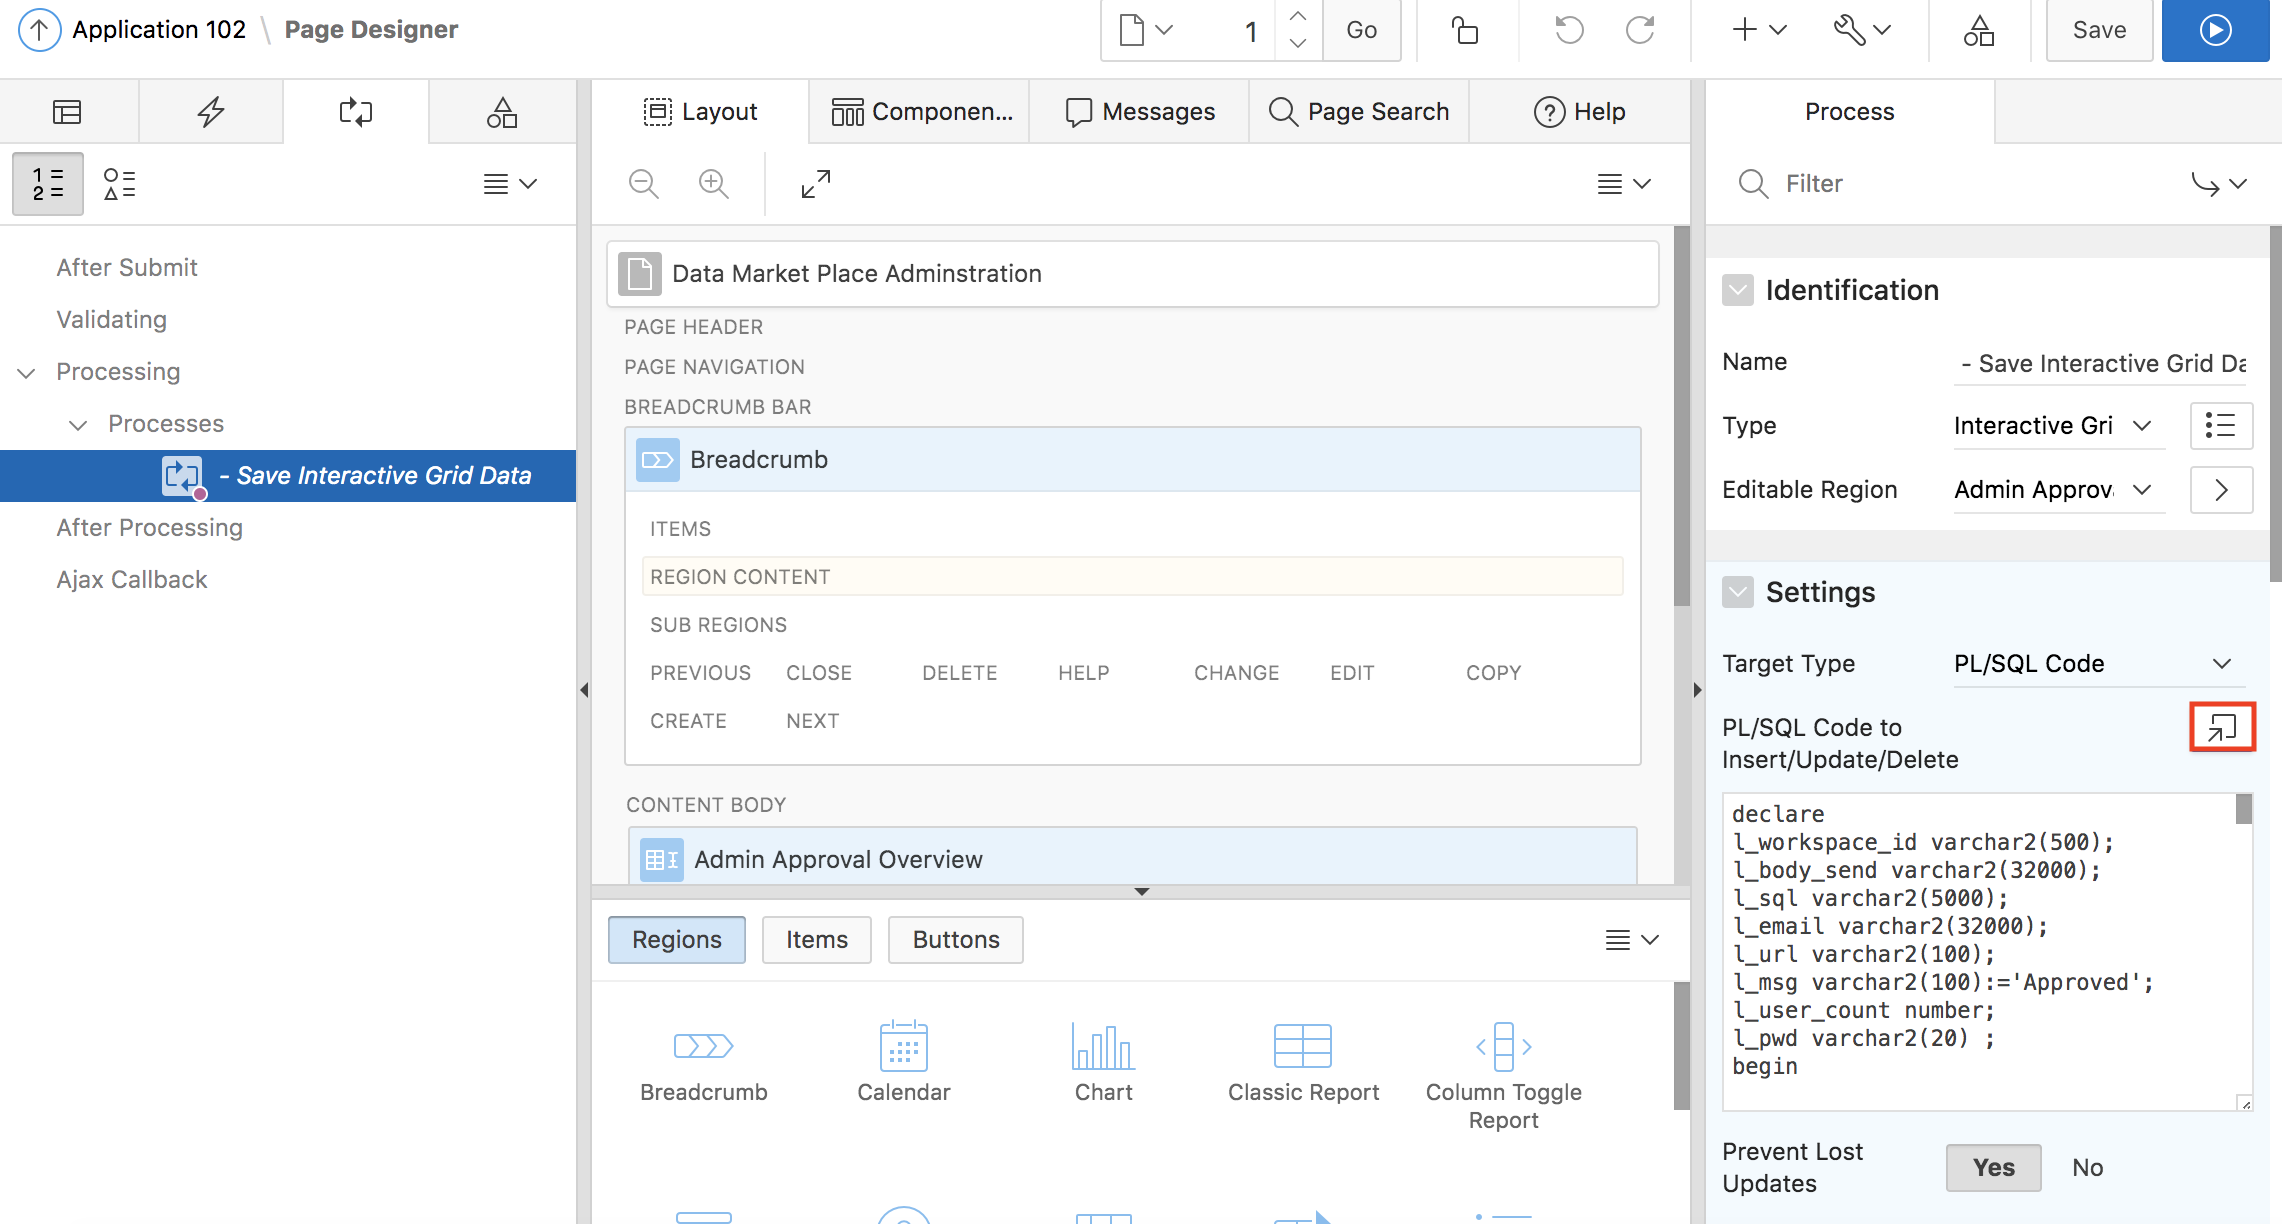 Application 102 \ Page Designer
1
Go
Save
Layout
Componen...
Messages
Page Search
Help
Process
1
2
Filter
After Submit
Validating
Processing
Processes
- Save Interactive Grid Data
After Processing
Ajax Callback
Data Market Place Adminstration
PAGE HEADER
PAGE NAVIGATION
BREADCRUMB BAR
Breadcrumb
ITEMS
REGION CONTENT
SUB REGIONS
PREVIOUS CLOSE DELETE HELP CHANGE EDIT COPY
CREATE NEXT
CONTENT BODY
Admin Approval Overview
Regions Items Buttons
Breadcrumb
Calendar
Chart
Classic Report
Column Toggle
Report
Identification
Name - Save Interactive Grid Da
Type Interactive Gri
Editable Region Admin Approv
Settings
Target Type PL/SQL Code
PL/SQL Code to
Insert/Update/Delete
declare
l_workspace_id varchar2(500);
l_body_send varchar2(32000);
l_sql varchar2(5000);
l_email varchar2(32000);
l_url varchar2(100);
l_msg varchar2(100):='Approved';
l_user_count number;
l_pwd varchar2(20) ;
begin
Prevent Lost
Updates
Yes No